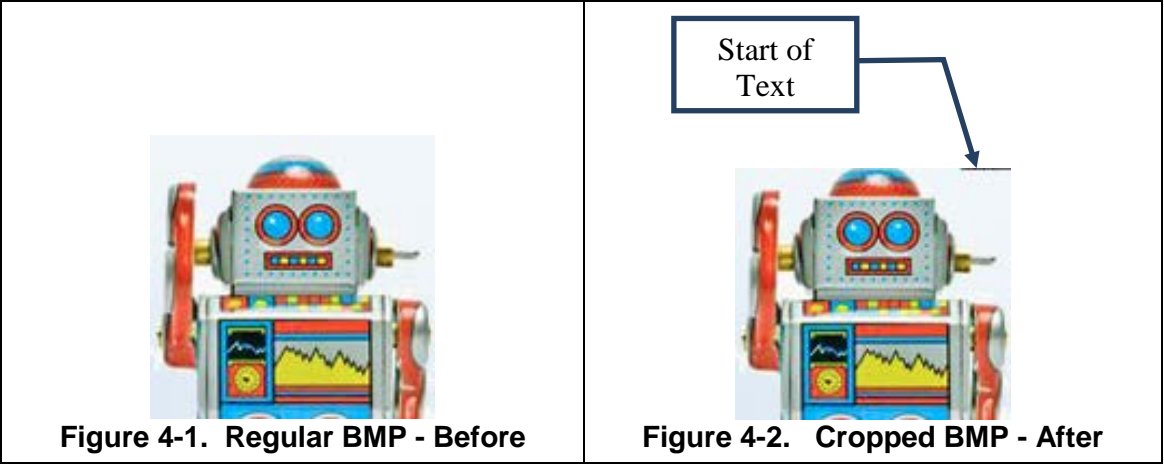 Start of
Text
Figure 4-1. Regular BMP - Before
Figure 4-2. Cropped BMP - After